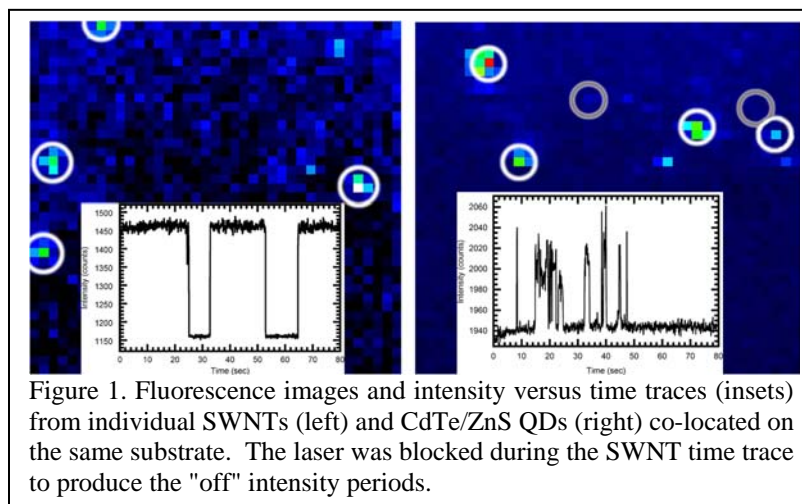 1500
1450
1400
1350
1300
1250
1200
1150
Intensity (counts)
0 10 20 30 40 50 60 70 80
Time (sec)
2060
2040
2020
2000
1980
1960
1940
Intensity (counts)
0 10 20 30 40 50 60 70 80
Time (sec)
Figure 1. Fluorescence images and intensity versus time traces (insets)
from individual SWNTs (left) and CdTe/ZnS QDs (right) co-located on
the same substrate. The laser was blocked during the SWNT time trace
to produce the "off" intensity periods.